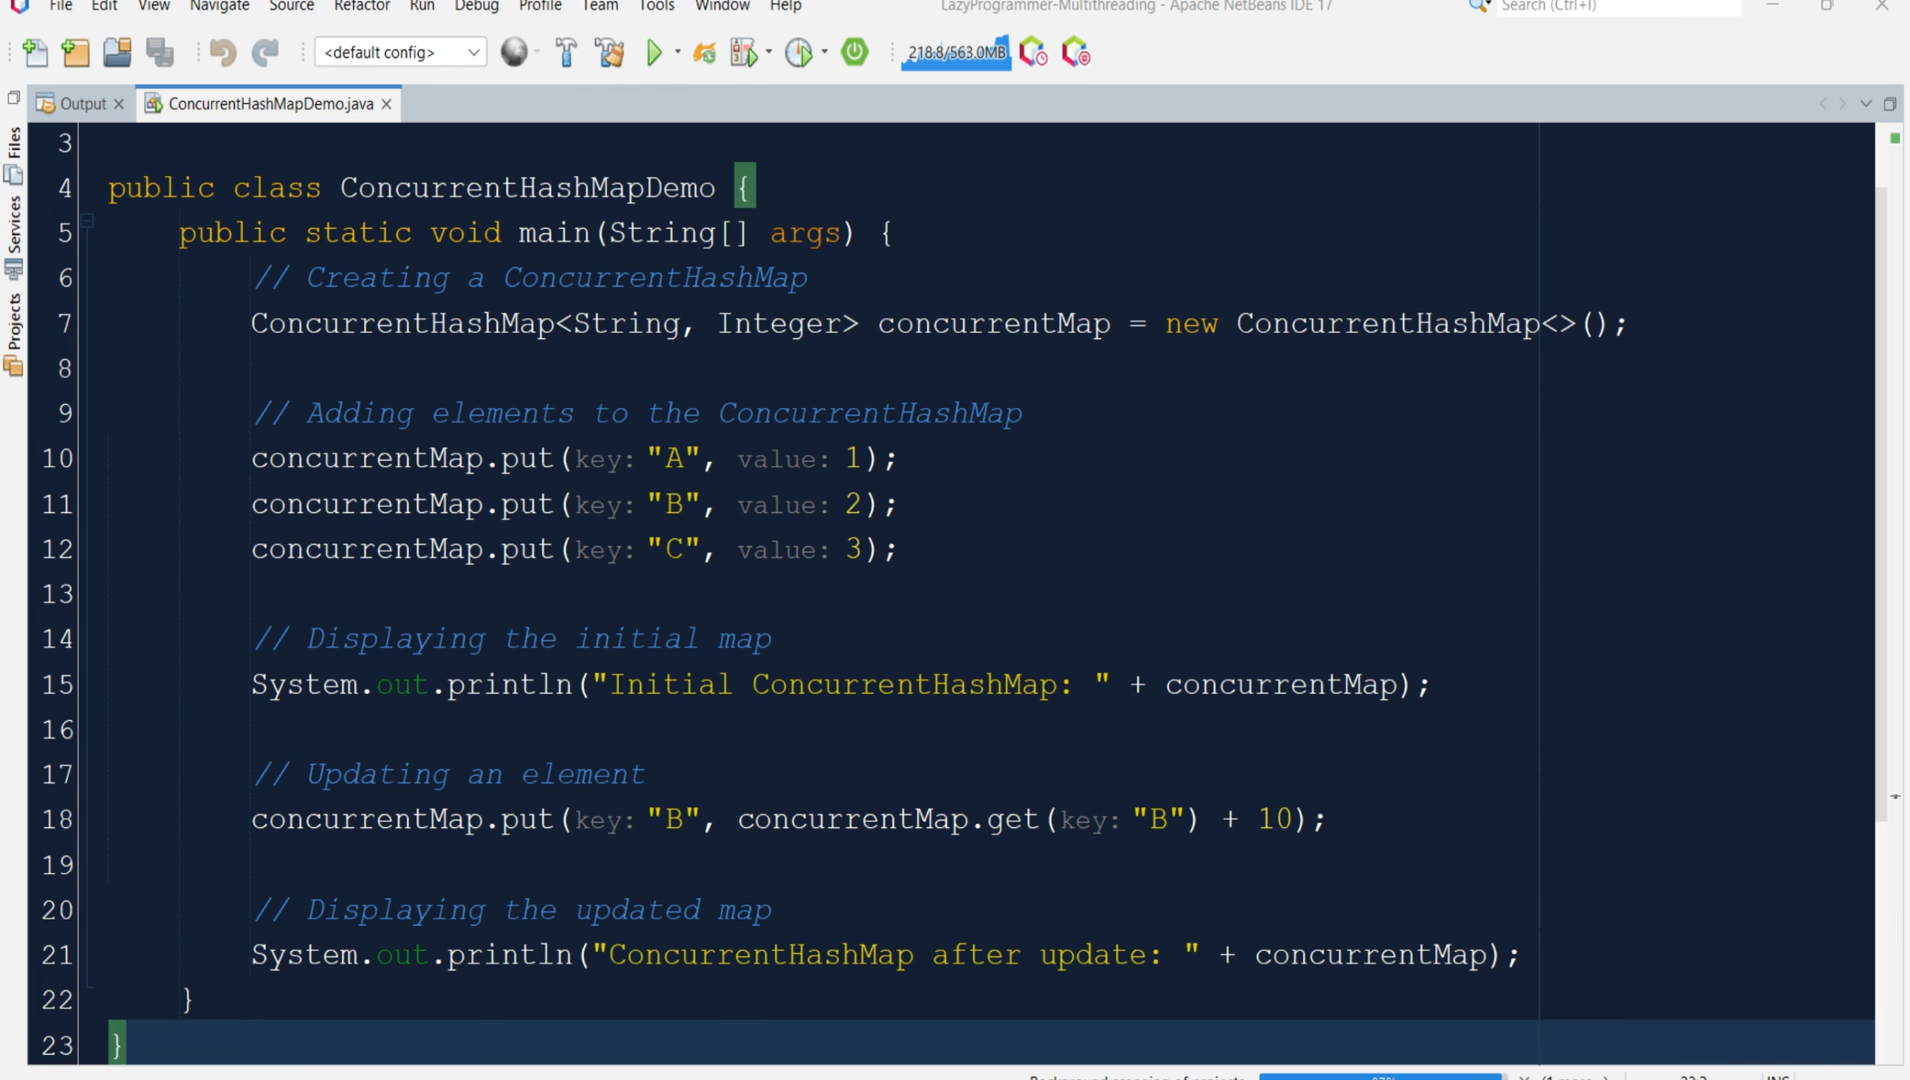 File Edit View Navigate Source Refactor Run Debug Profile Team Tools Window Help LazyProgrammer-Multithreading - Apache NetBeans IDE 17 Search (Ctrl+I)
<default config> 218.8/563.0MB
Output ConcurrentHashMapDemo.java
Files
Services
Projects
3
4 public class ConcurrentHashMapDemo {
5 public static void main(String[] args) {
6 // Creating a ConcurrentHashMap
7 ConcurrentHashMap<String, Integer> concurrentMap = new ConcurrentHashMap<>();
8
9 // Adding elements to the ConcurrentHashMap
10 concurrentMap.put(key: "A", value: 1);
11 concurrentMap.put(key: "B", value: 2);
12 concurrentMap.put(key: "C", value: 3);
13
14 // Displaying the initial map
15 System.out.println("Initial ConcurrentHashMap: " + concurrentMap);
16
17 // Updating an element
18 concurrentMap.put(key: "B", concurrentMap.get(key: "B") + 10);
19
20 // Displaying the updated map
21 System.out.println("ConcurrentHashMap after update: " + concurrentMap);
22 }
23 }
Background scanning of projects